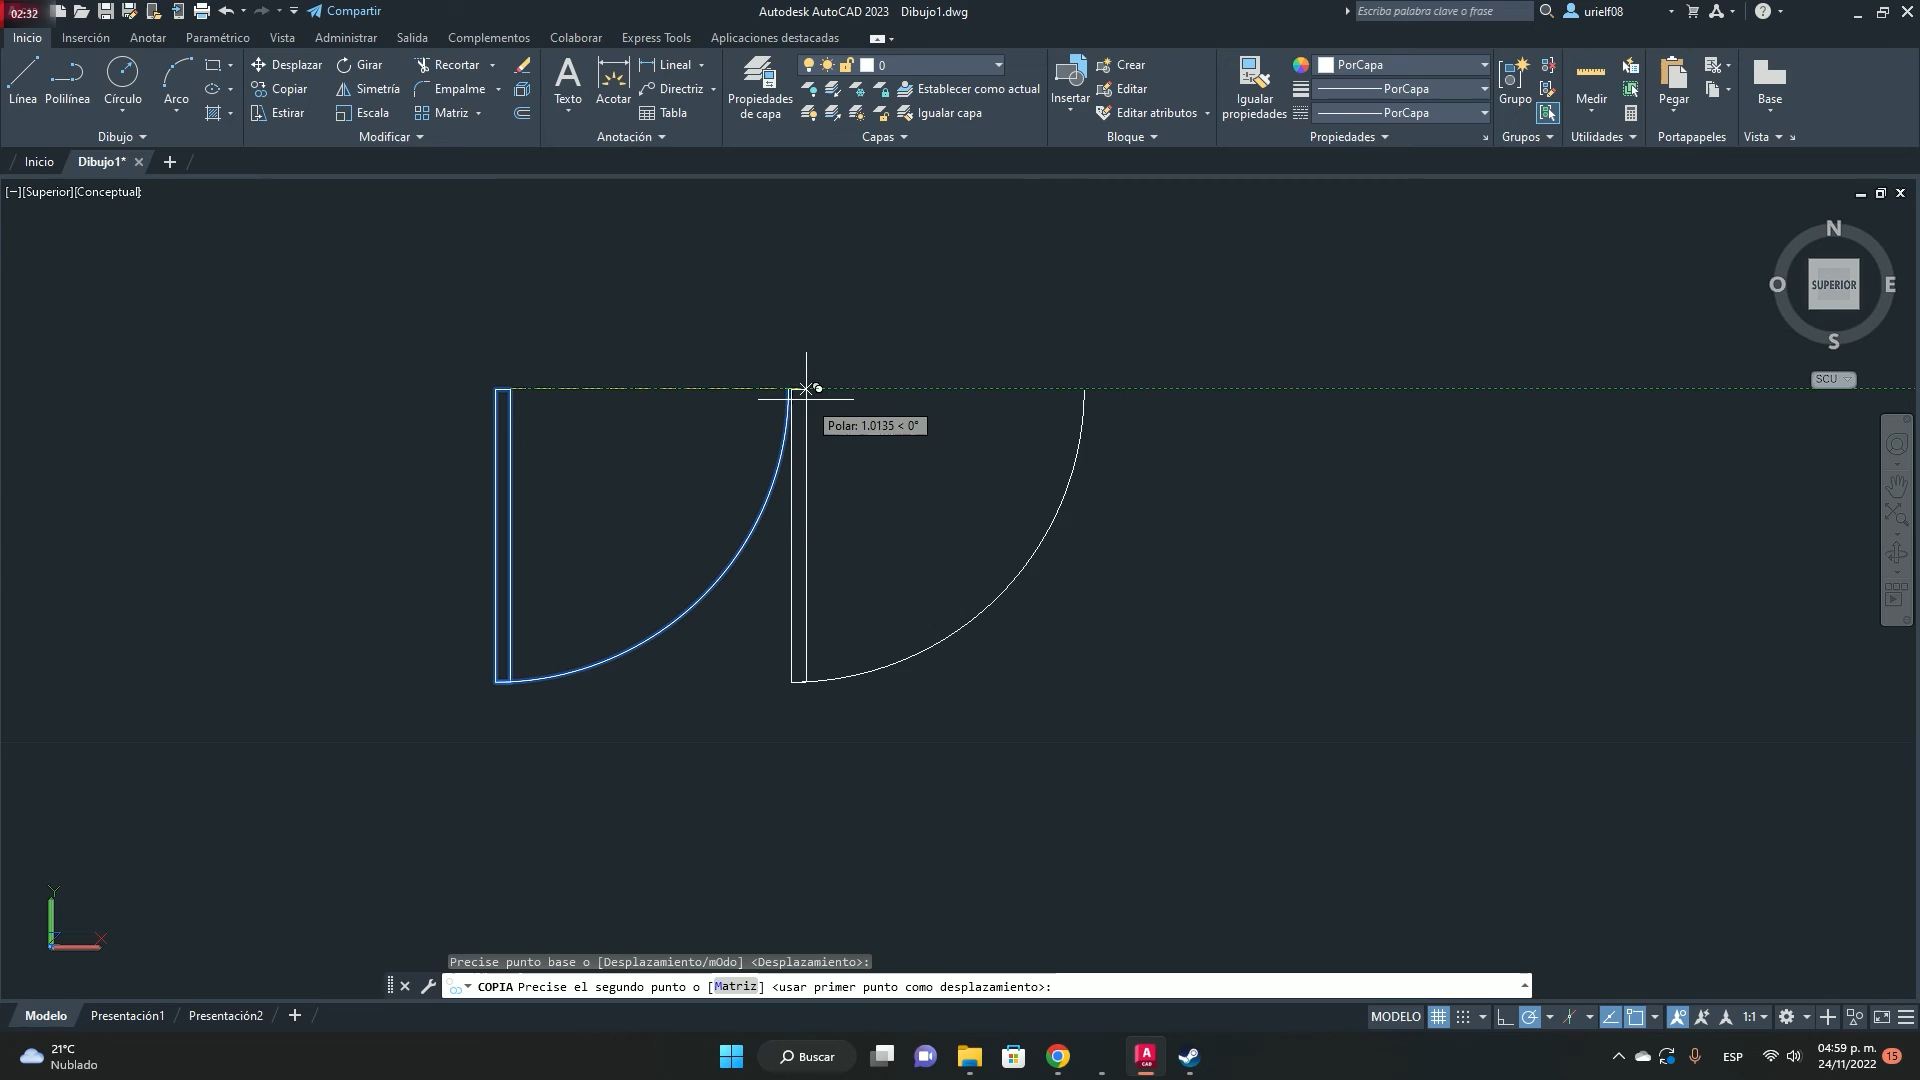 02:32 Compartir Autodesk AutoCAD 2023 Dibujo1.dwg Escriba palabra clave o frase urielf08
Inicio Inserción Anotar Paramétrico Vista Administrar Salida Complementos Colaborar Express Tools Aplicaciones destacadas
Línea Polilínea Círculo Arco
Desplazar Girar Recortar
Copiar Simetría Empalme
Estirar Escala Matriz
Texto Acotar
Lineal
Directriz
Tabla
Propiedades de capa
0
Establecer como actual
Igualar capa
Insertar
Crear
Editar
Editar atributos
Igualar propiedades
PorCapa
PorCapa
PorCapa
Grupo
Medir
Pegar
Base
Dibujo Modificar Anotación Capas Bloque Propiedades Grupos Utilidades Portapapeles Vista
Inicio Dibujo1*
[−][Superior][Conceptual]
N
O SUPERIOR E
S
SCU
Polar: 1.0135 < 0°
Y
X
Precise punto base o [Desplazamiento/mOdo] <Desplazamiento>:
COPIA Precise el segundo punto o [Matriz] <usar primer punto como desplazamiento>:
Modelo Presentación1 Presentación2 MODELO 1:1
21°C
Nublado
Buscar
A
CAD
ESP
04:59 p. m.
24/11/2022
15